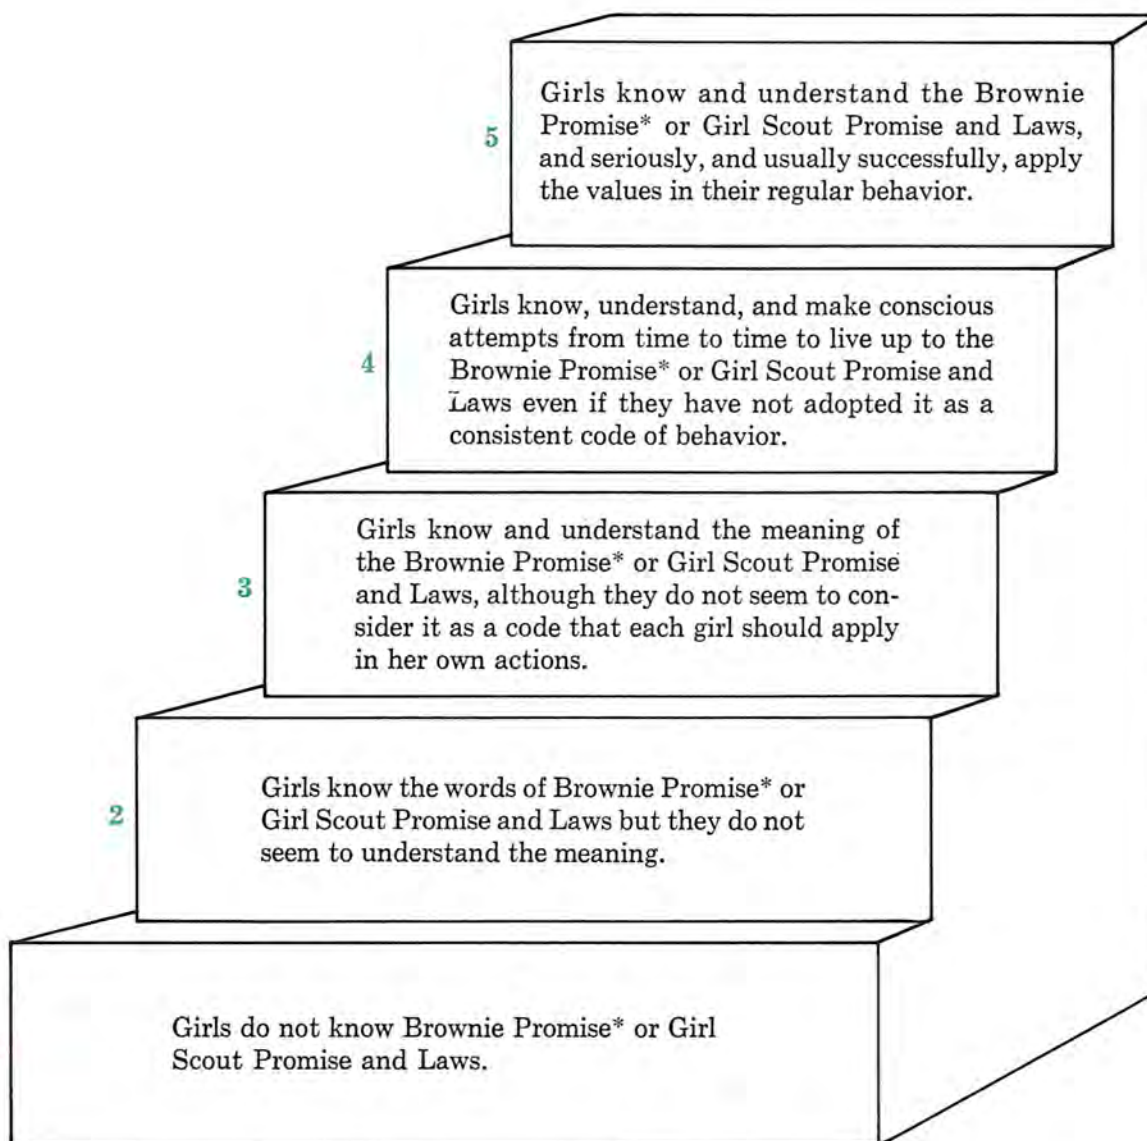 5
Girls know and understand the Brownie
Promise* or Girl Scout Promise and Laws,
and seriously, and usually successfully, apply
the values in their regular behavior.
4
Girls know, understand, and make conscious
attempts from time to time to live up to the
Brownie Promise* or Girl Scout Promise and
Laws even if they have not adopted it as a
consistent code of behavior.
3
Girls know and understand the meaning of
the Brownie Promise* or Girl Scout Promise
and Laws, although they do not seem to con-
sider it as a code that each girl should apply
in her own actions.
2
Girls know the words of Brownie Promise* or
Girl Scout Promise and Laws but they do not
seem to understand the meaning.
Girls do not know Brownie Promise* or Girl
Scout Promise and Laws.